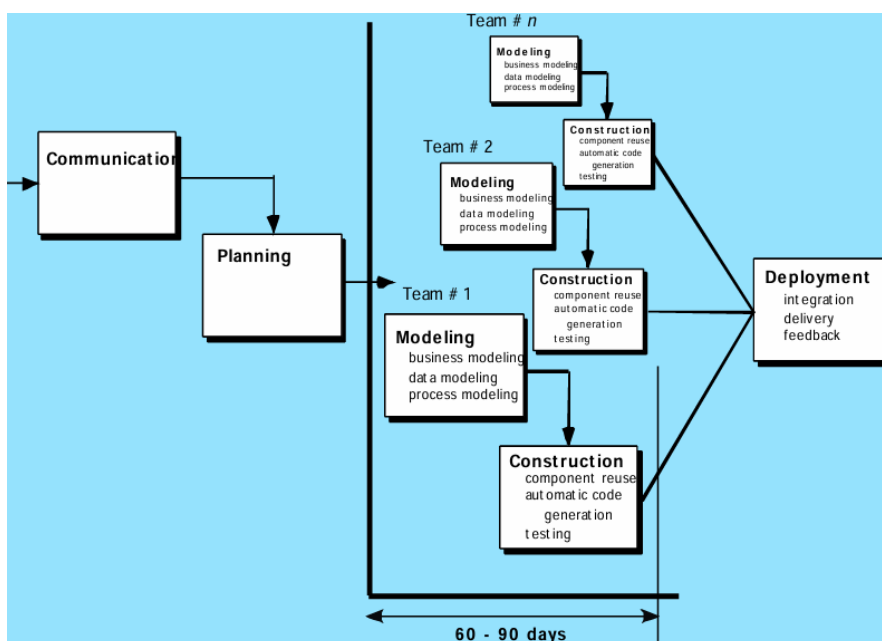 Team # n
Modeling
business modeling
data modeling
process modeling
Construction
component reuse
automatic code
generation
testing
Team # 2
Modeling
business modeling
data modeling
process modeling
Construction
component reuse
automatic code
generation
testing
Communication
Planning
Team # 1
Modeling
business modeling
data modeling
process modeling
Construction
component reuse
automatic code
generation
testing
Deployment
integration
delivery
feedback
60 - 90 days